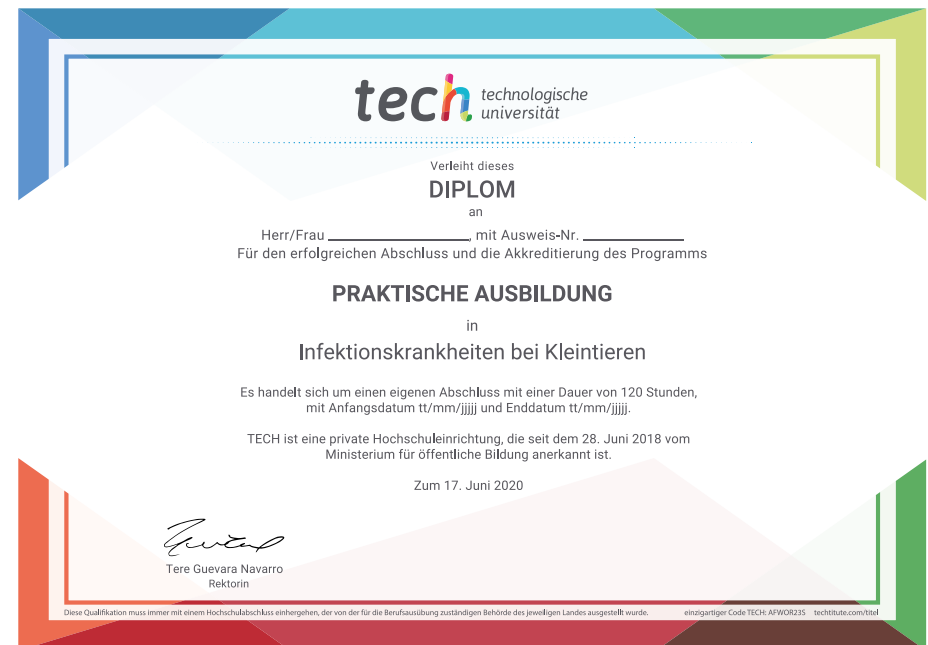 tech technologische
universität
Verleiht dieses
DIPLOM
an
Herr/Frau ____________________, mit Ausweis-Nr. ______________
Für den erfolgreichen Abschluss und die Akkreditierung des Programms
PRAKTISCHE AUSBILDUNG
in
Infektionskrankheiten bei Kleintieren
Es handelt sich um einen eigenen Abschluss mit einer Dauer von 120 Stunden,
mit Anfangsdatum tt/mm/jjjjj und Enddatum tt/mm/jjjjj.
TECH ist eine private Hochschuleinrichtung, die seit dem 28. Juni 2018 vom
Ministerium für öffentliche Bildung anerkannt ist.
Zum 17. Juni 2020
Tere Guevara Navarro
Rektorin
Diese Qualifikation muss immer mit einem Hochschulabschluss einhergehen, der von der für die Berufsausübung zuständigen Behörde des jeweiligen Landes ausgestellt wurde. einzigartiger Code TECH: AFWOR23S techtitute.com/titel